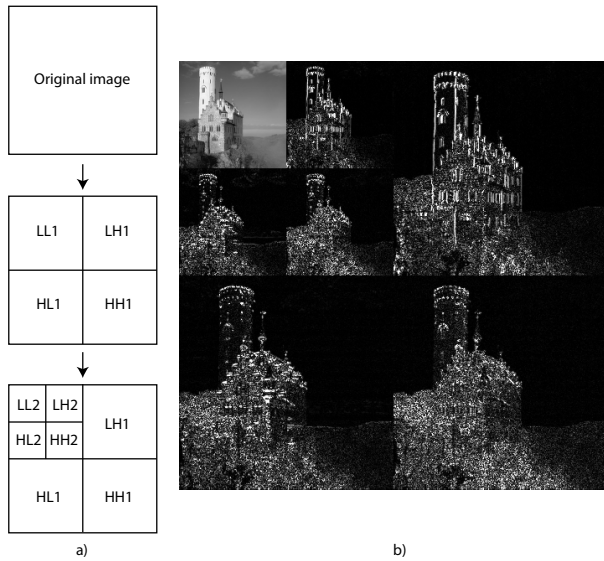 Original image
LL1 LH1
HL1 HH1
LL2 LH2
LH1
HL2 HH2
HL1 HH1
a) b)